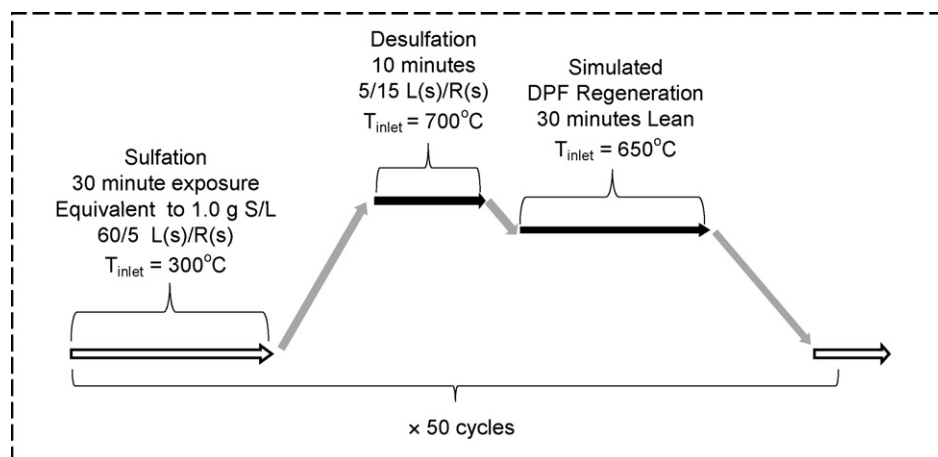 Sulfation
30 minute exposure
Equivalent to 1.0 g S/L
60/5 L(s)/R(s)
Tinlet = 300°C
Desulfation
10 minutes
5/15 L(s)/R(s)
Tinlet = 700°C
Simulated
DPF Regeneration
30 minutes Lean
Tinlet = 650°C
× 50 cycles